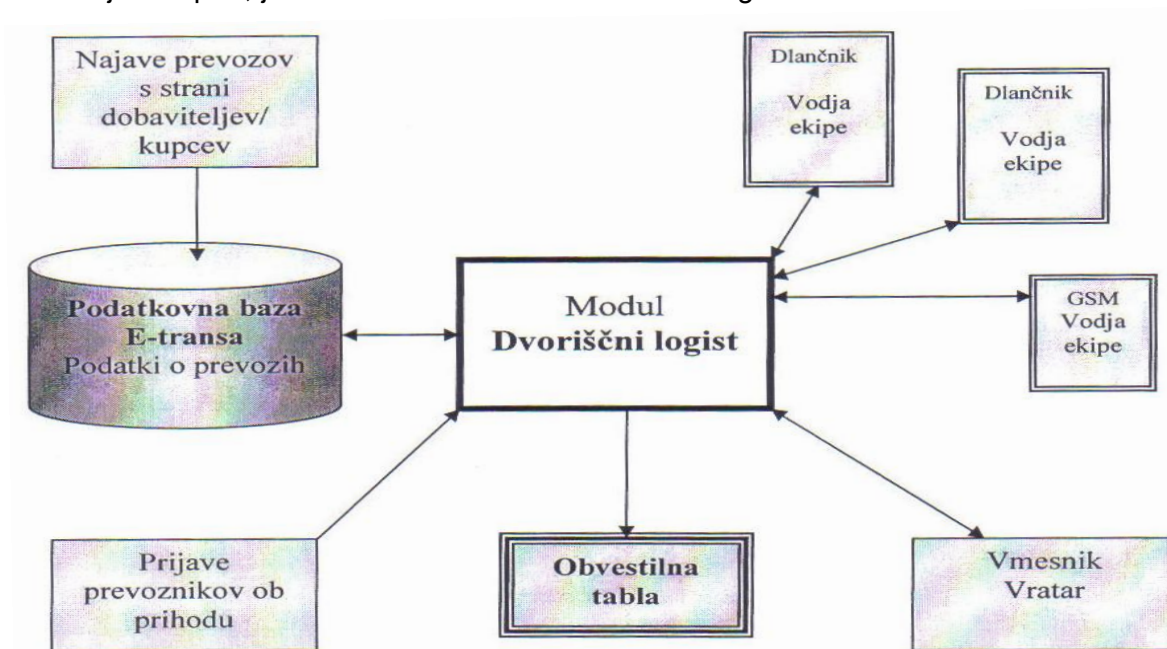 Najave prevozov
s strani
dobaviteljev/
kupcev
Dlančnik
Vodja
ekipe
Dlančnik
Vodja
ekipe
Podatkovna baza
E-transa
Podatki o prevozih
Modul
Dvoriščni logist
GSM
Vodja
ekipe
Prijave
prevoznikov ob
prihodu
Obvestilna
tabla
Vmesnik
Vratar